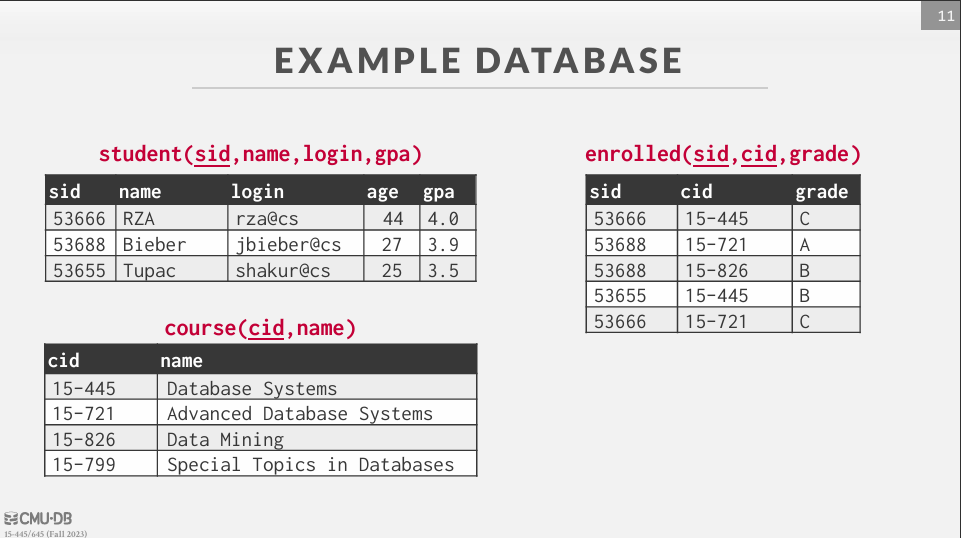 11
EXAMPLE DATABASE
student(sid,name,login,gpa)
sid name login age gpa
53666 RZA rza@cs 44 4.0
53688 Bieber jbieber@cs 27 3.9
53655 Tupac shakur@cs 25 3.5
enrolled(sid,cid,grade)
sid cid grade
53666 15-445 C
53688 15-721 A
53688 15-826 B
53655 15-445 B
53666 15-721 C
course(cid,name)
cid name
15-445 Database Systems
15-721 Advanced Database Systems
15-826 Data Mining
15-799 Special Topics in Databases
CMU·DB
15-445/645 (Fall 2023)